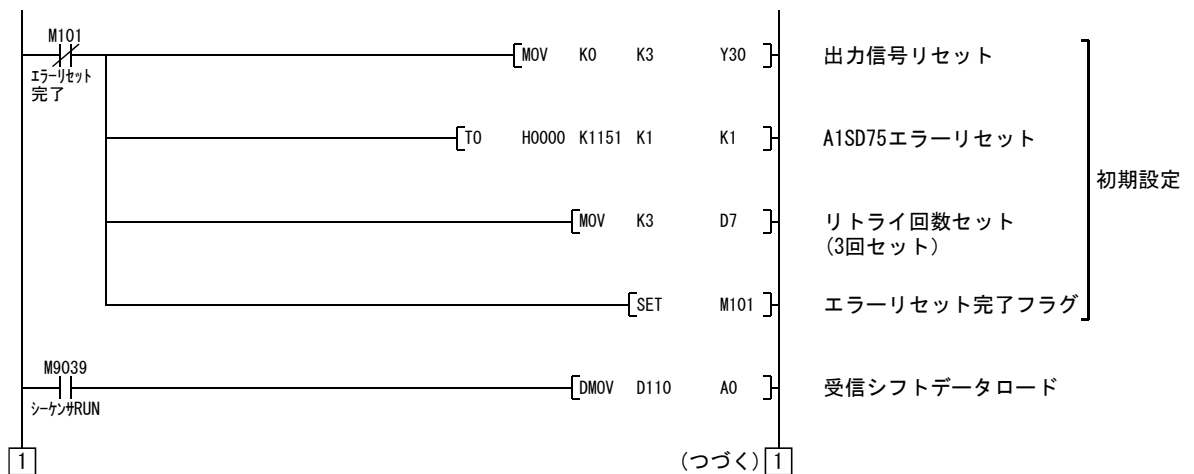 M101
エラーリセット
完了
MOV K0 K3 Y30
出力信号リセット
TO H0000 K1151 K1 K1
A1SD75エラーリセット
初期設定
MOV K3 D7
リトライ回数セット
(3回セット)
SET M101
エラーリセット完了フラグ
M9039
シーケンサRUN
DMOV D110 A0
受信シフトデータロード
1
(つづく) 1